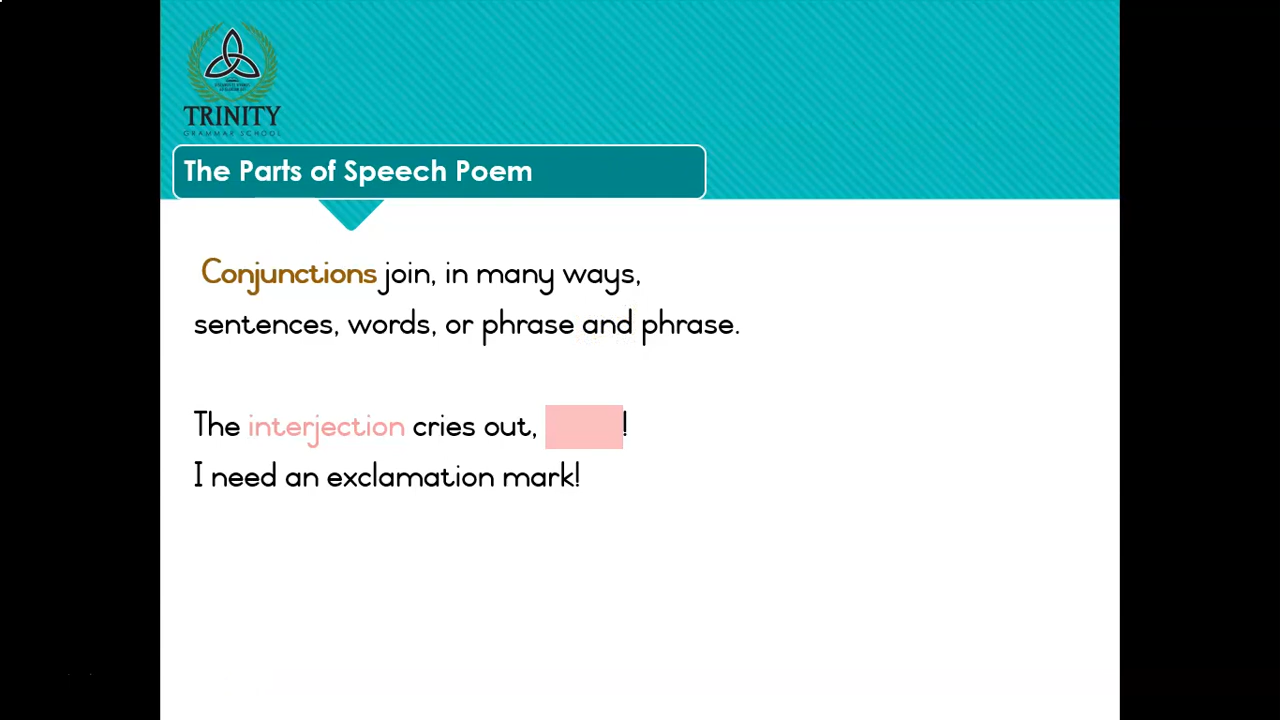 TRINITY
GRAMMAR SCHOOL
The Parts of Speech Poem
Conjunctions join, in many ways,
sentences, words, or phrase and phrase.
The interjection cries out, !
I need an exclamation mark!